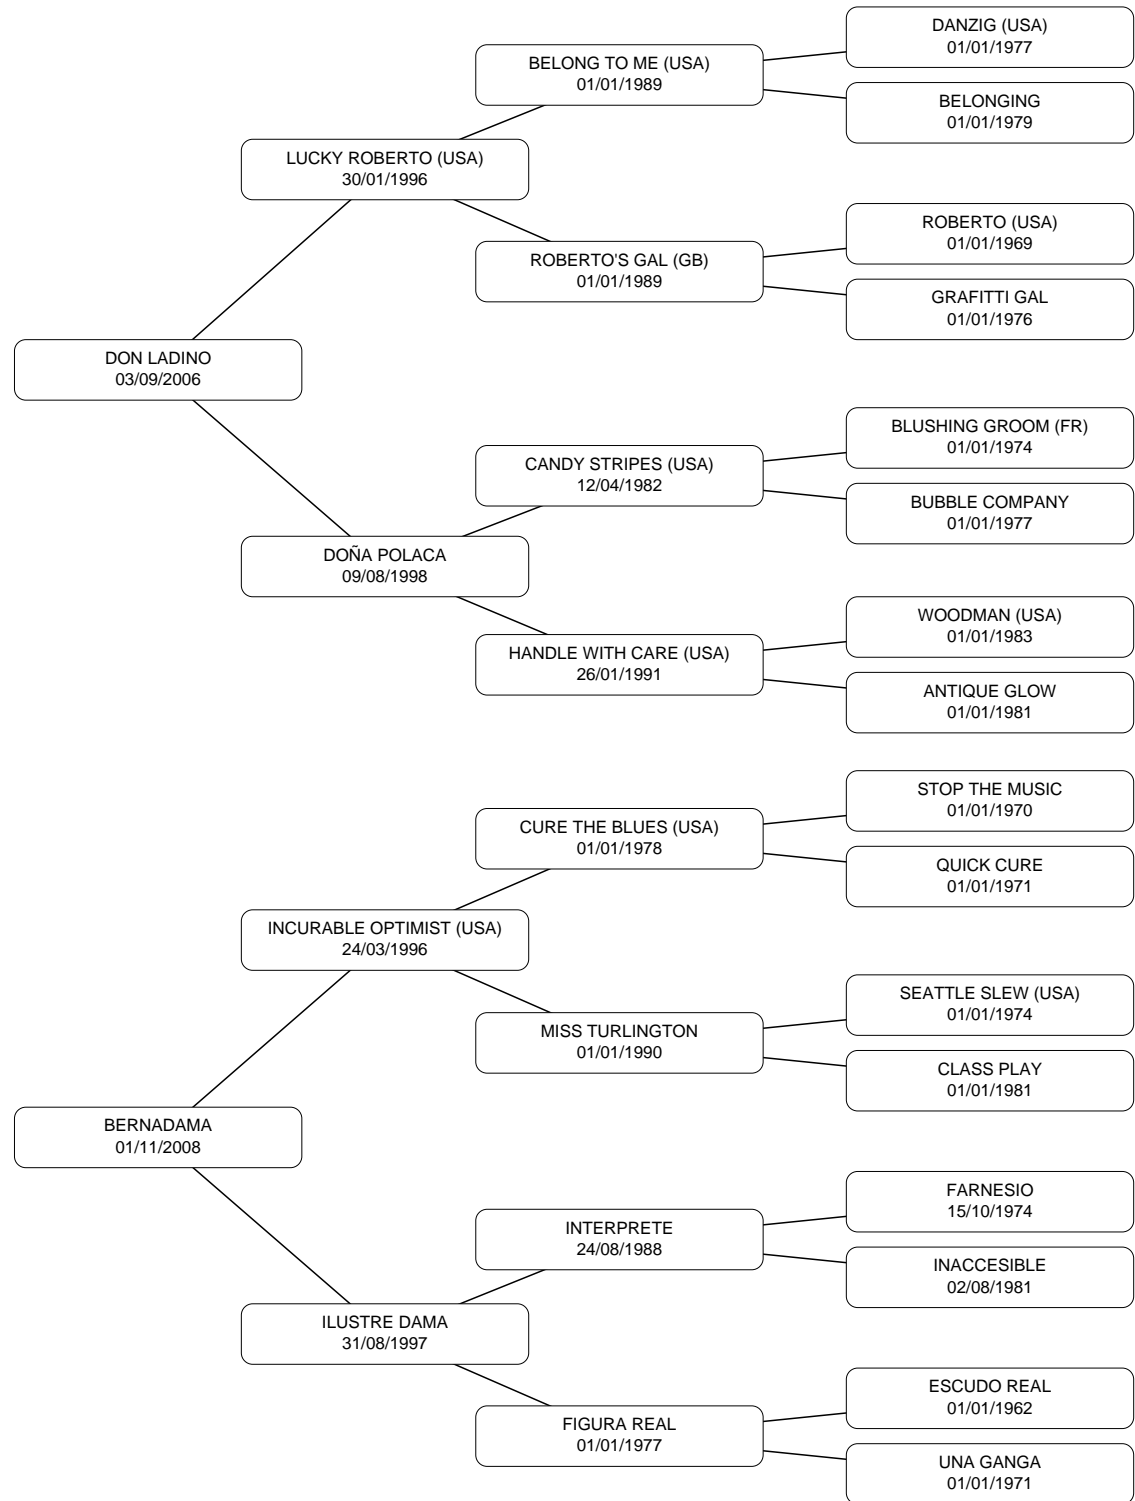 DANZIG (USA)
01/01/1977
BELONG TO ME (USA)
01/01/1989
BELONGING
01/01/1979
LUCKY ROBERTO (USA)
30/01/1996
ROBERTO (USA)
01/01/1969
ROBERTO'S GAL (GB)
01/01/1989
GRAFITTI GAL
01/01/1976
DON LADINO
03/09/2006
BLUSHING GROOM (FR)
01/01/1974
CANDY STRIPES (USA)
12/04/1982
BUBBLE COMPANY
01/01/1977
DOÑA POLACA
09/08/1998
WOODMAN (USA)
01/01/1983
HANDLE WITH CARE (USA)
26/01/1991
ANTIQUE GLOW
01/01/1981
STOP THE MUSIC
01/01/1970
CURE THE BLUES (USA)
01/01/1978
QUICK CURE
01/01/1971
INCURABLE OPTIMIST (USA)
24/03/1996
SEATTLE SLEW (USA)
01/01/1974
MISS TURLINGTON
01/01/1990
CLASS PLAY
01/01/1981
BERNADAMA
01/11/2008
FARNESIO
15/10/1974
INTERPRETE
24/08/1988
INACCESIBLE
02/08/1981
ILUSTRE DAMA
31/08/1997
ESCUDO REAL
01/01/1962
FIGURA REAL
01/01/1977
UNA GANGA
01/01/1971